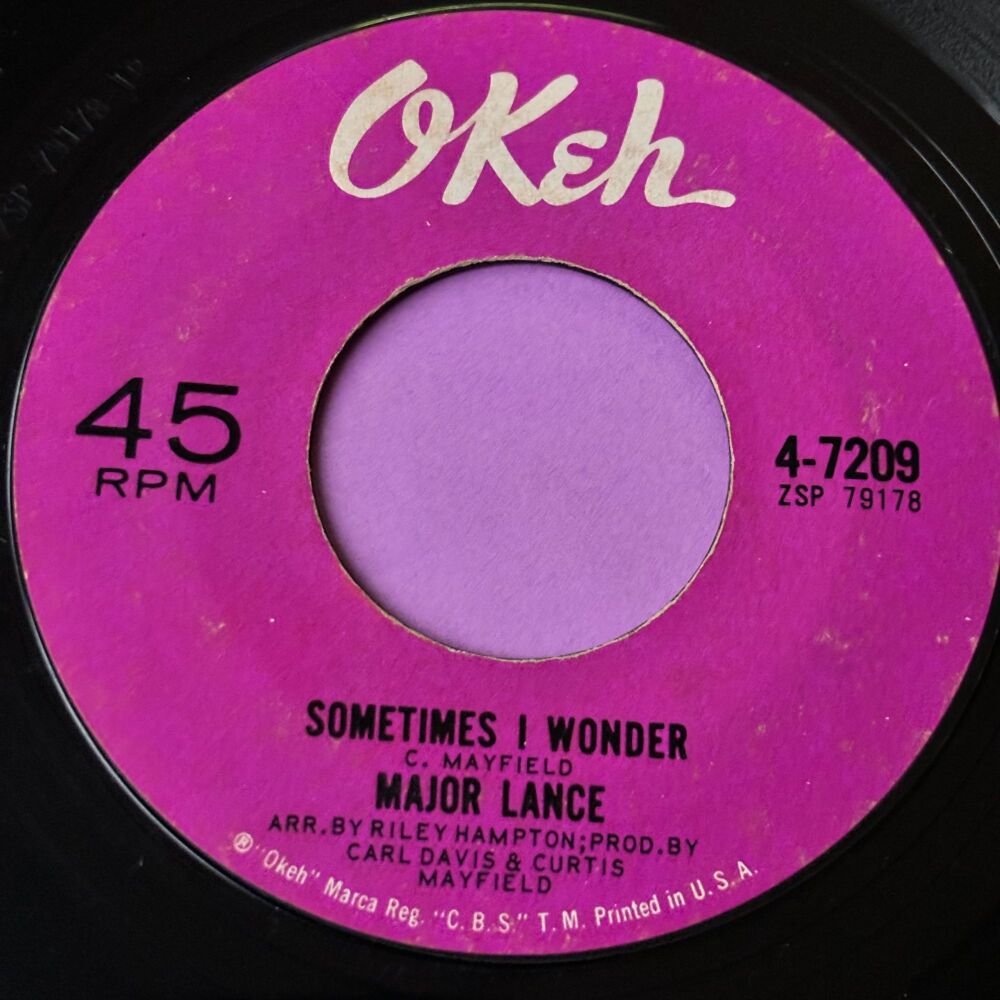 OKeh
45
RPM
4-7209
ZSP 79178
SOMETIMES I WONDER
C. MAYFIELD
MAJOR LANCE
ARR. BY RILEY HAMPTON; PROD. BY
CARL DAVIS & CURTIS
MAYFIELD
® "Okeh" Marca Reg. "C. B. S." T. M. Printed in U. S. A.